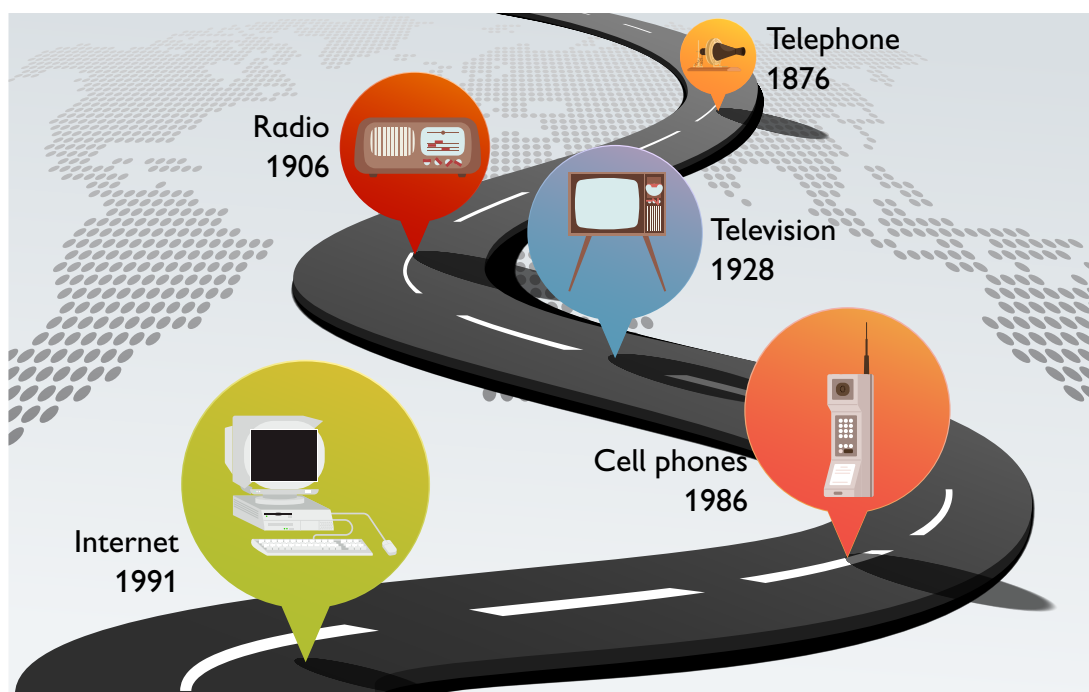 Telephone
1876
Radio
1906
Television
1928
Cell phones
1986
Internet
1991